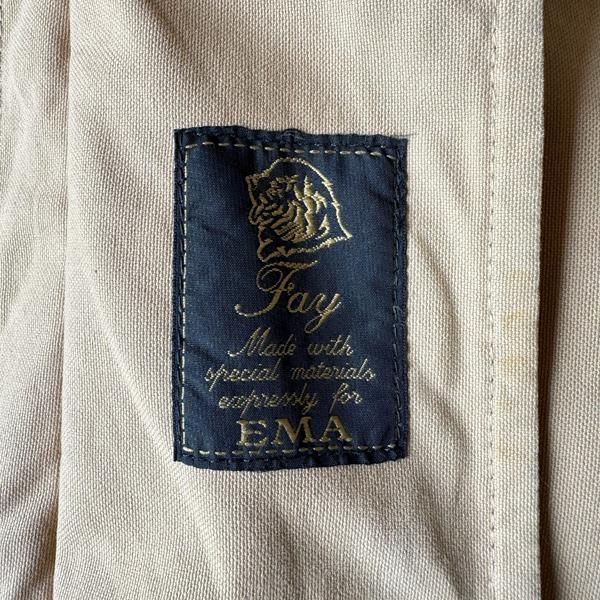 Fay
Made with
special materials
expressly for
EMA